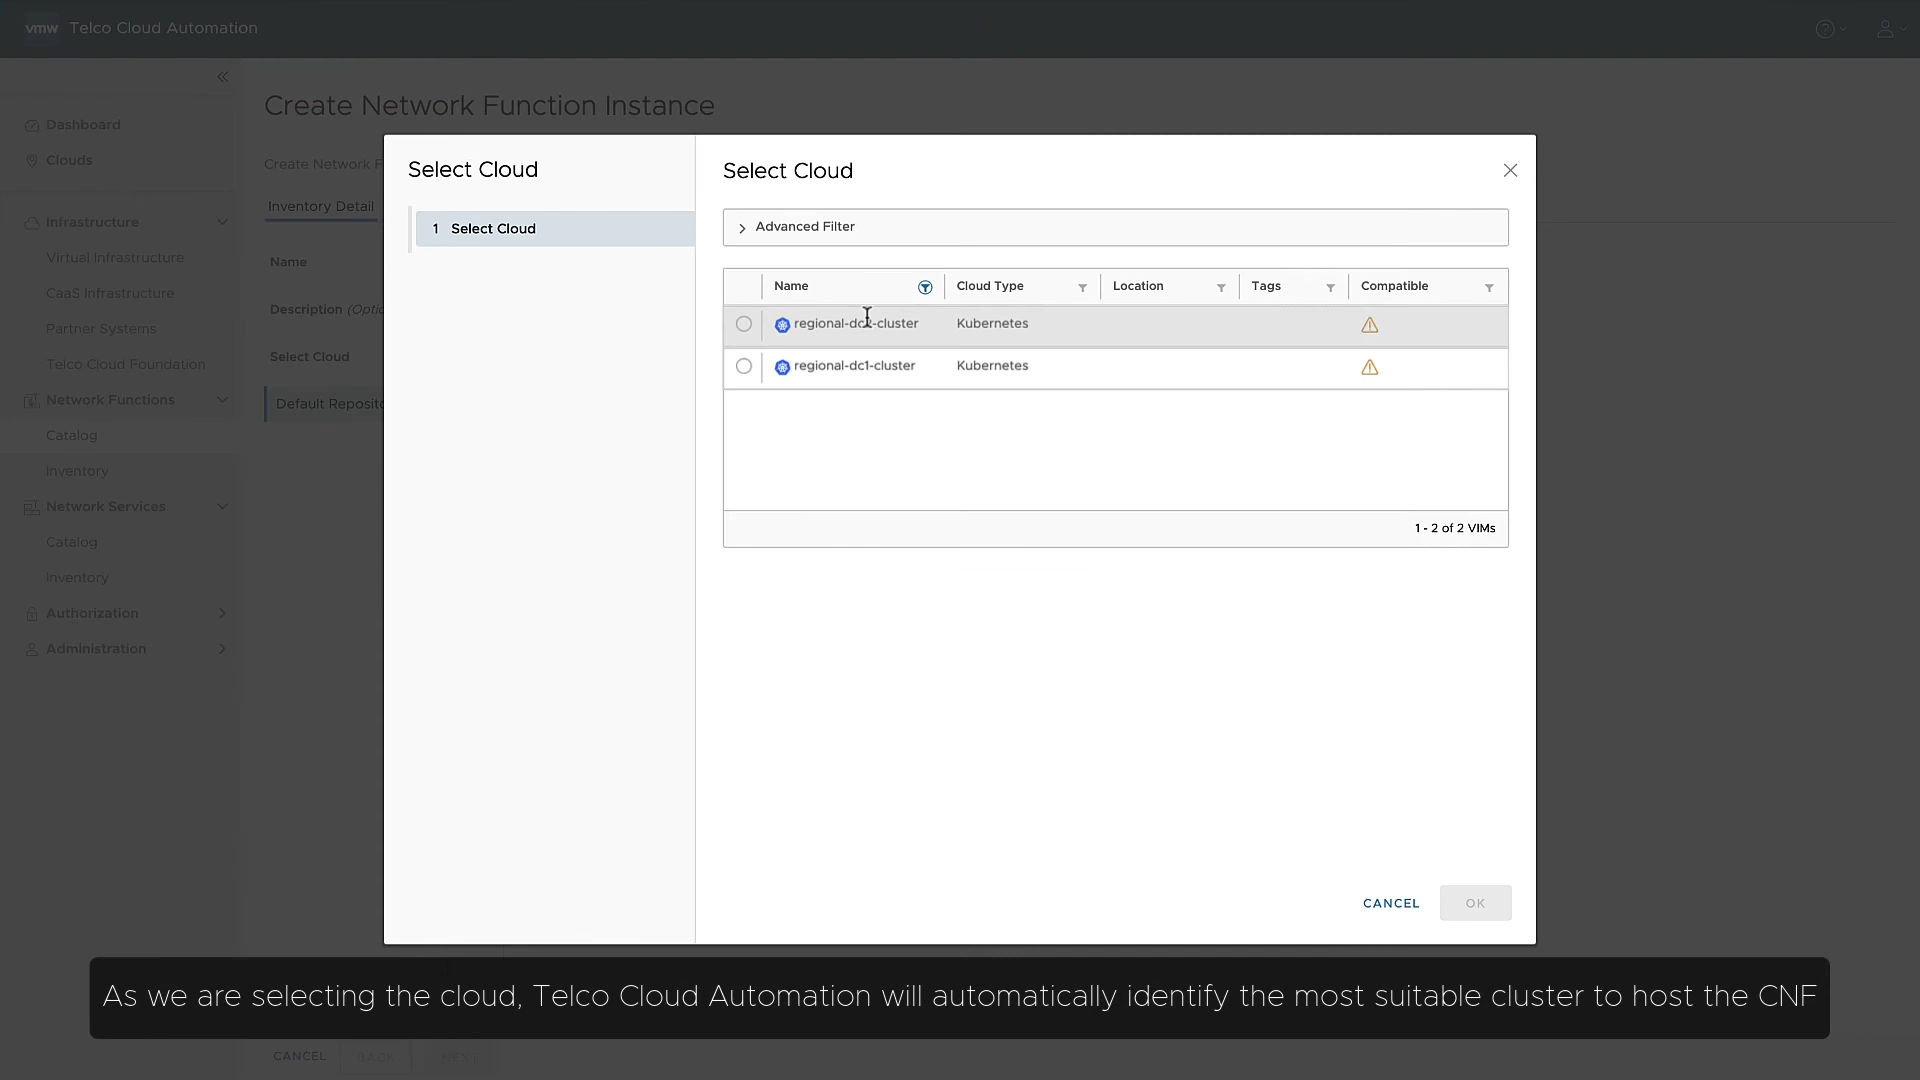 vmw Telco Cloud Automation
Create Network Function Instance
Dashboard
Clouds
Infrastructure
Virtual Infrastructure
CaaS Infrastructure
Partner Systems
Telco Cloud Foundation
Network Functions
Catalog
Inventory
Network Services
Catalog
Inventory
Authorization
Administration
Create Network F
Inventory Detail
Name
Description (Optio
Select Cloud
Default Reposito
CANCEL BACK NEXT
Select Cloud
1 Select Cloud
Select Cloud
Advanced Filter
Name Cloud Type Location Tags Compatible
regional-dc2-cluster Kubernetes
regional-dc1-cluster Kubernetes
1 - 2 of 2 VIMs
CANCEL OK
As we are selecting the cloud, Telco Cloud Automation will automatically identify the most suitable cluster to host the CNF